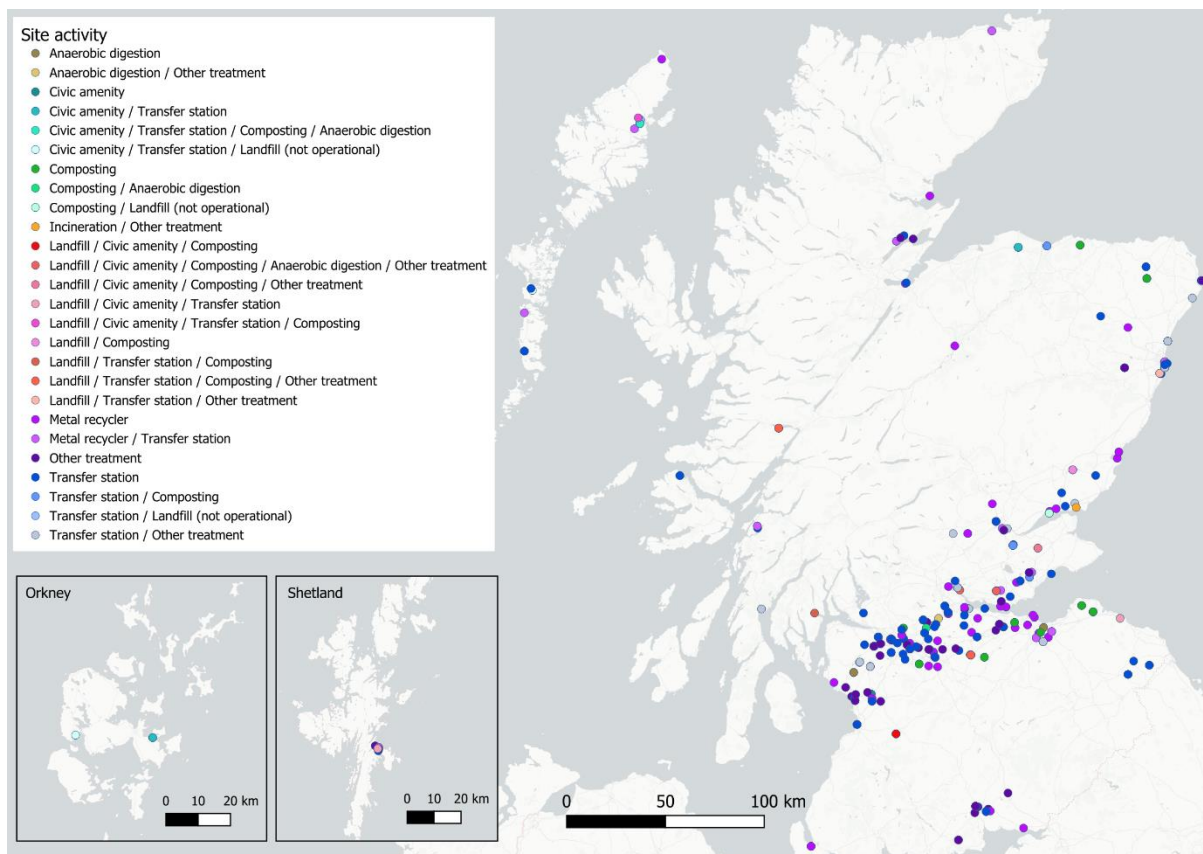 Site activity
Anaerobic digestion
Anaerobic digestion / Other treatment
Civic amenity
Civic amenity / Transfer station
Civic amenity / Transfer station / Composting / Anaerobic digestion
Civic amenity / Transfer station / Landfill (not operational)
Composting
Composting / Anaerobic digestion
Composting / Landfill (not operational)
Incineration / Other treatment
Landfill / Civic amenity / Composting
Landfill / Civic amenity / Composting / Anaerobic digestion / Other treatment
Landfill / Civic amenity / Composting / Other treatment
Landfill / Civic amenity / Transfer station
Landfill / Civic amenity / Transfer station / Composting
Landfill / Composting
Landfill / Transfer station / Composting
Landfill / Transfer station / Composting / Other treatment
Landfill / Transfer station / Other treatment
Metal recycler
Metal recycler / Transfer station
Other treatment
Transfer station
Transfer station / Composting
Transfer station / Landfill (not operational)
Transfer station / Other treatment
Orkney
0 10 20 km
Shetland
0 10 20 km
0 50 100 km